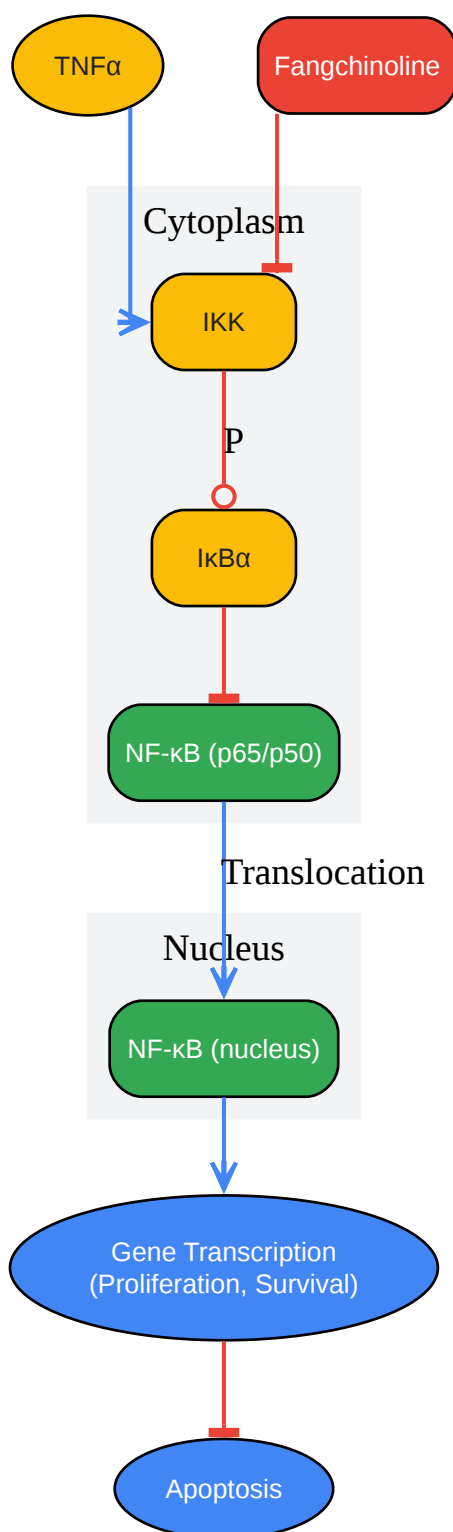 TNFα
Fangchinoline
Cytoplasm
IKK
P
IκBα
NF-κB (p65/p50)
Translocation
Nucleus
NF-κB (nucleus)
Gene Transcription
(Proliferation, Survival)
Apoptosis